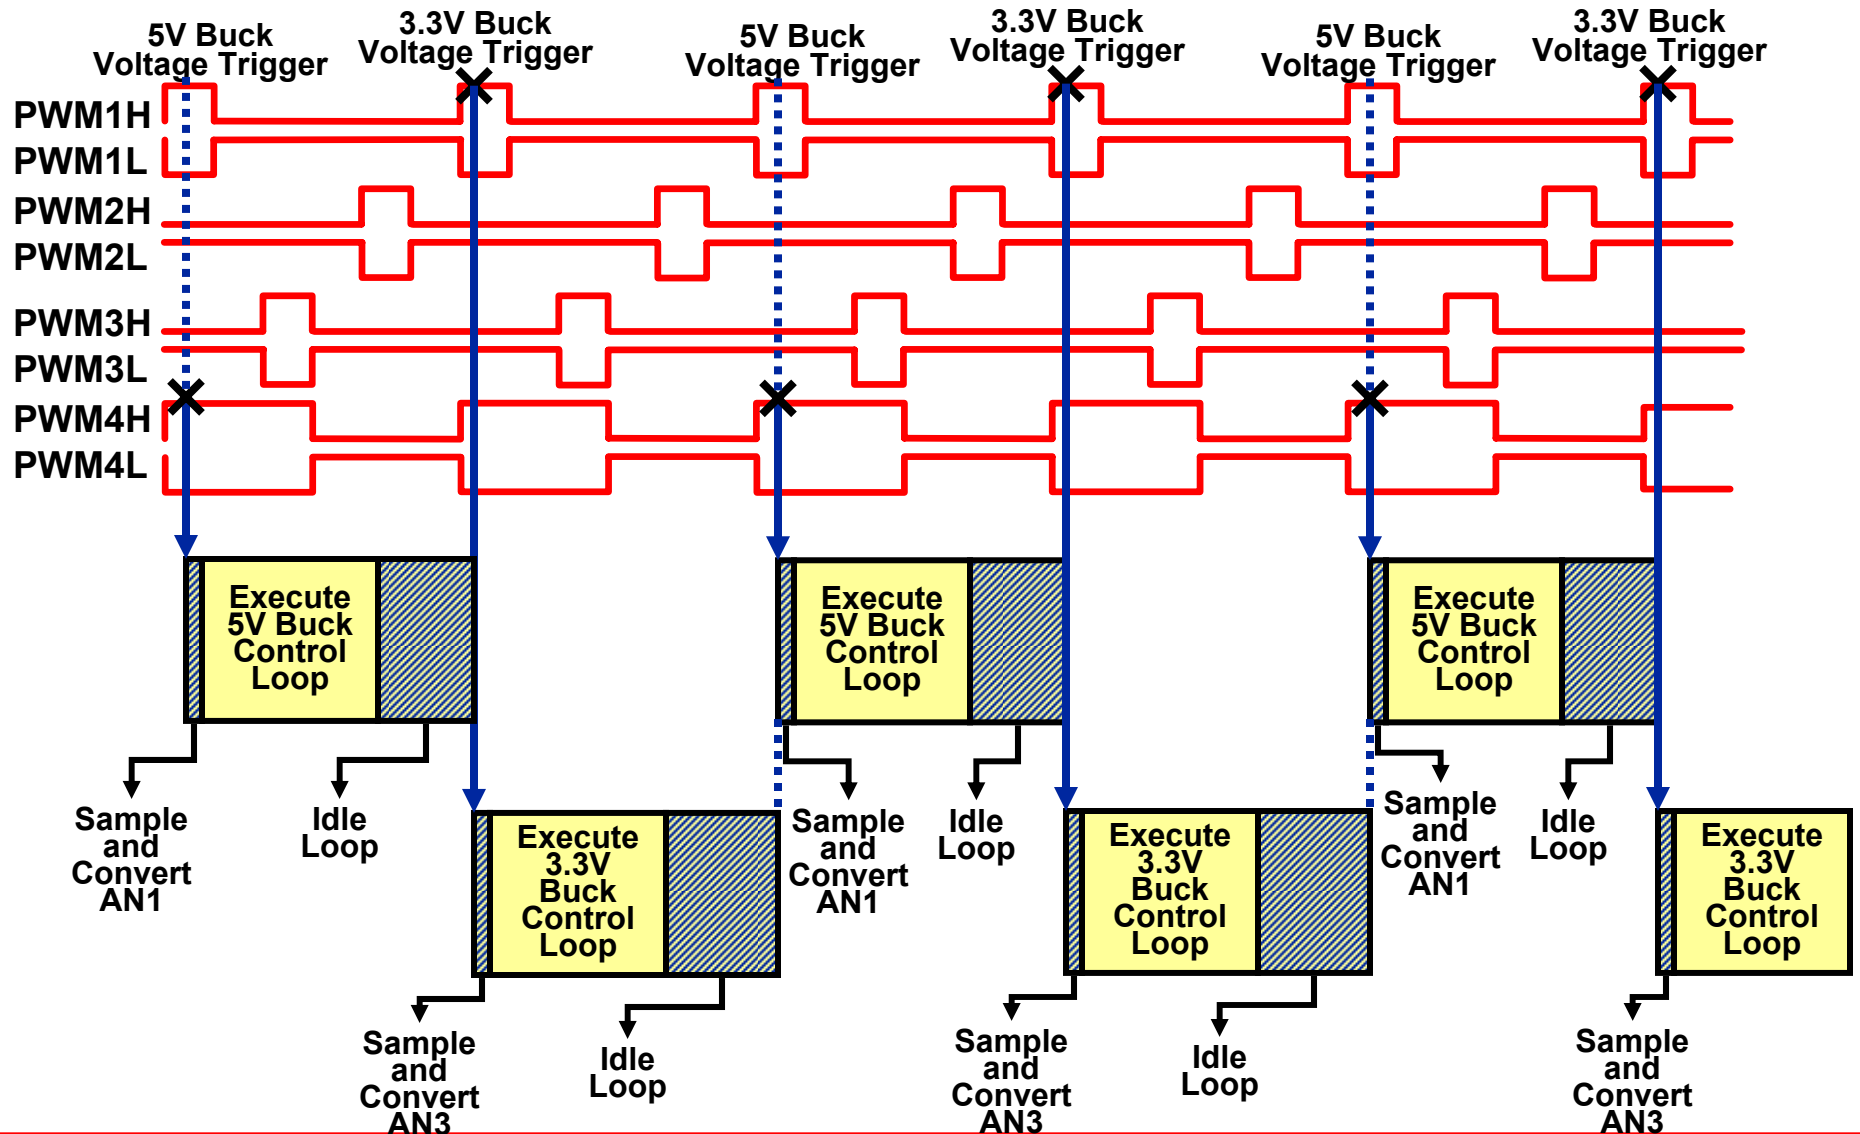 5V Buck
Voltage Trigger
3.3V Buck
Voltage Trigger
5V Buck
Voltage Trigger
3.3V Buck
Voltage Trigger
5V Buck
Voltage Trigger
3.3V Buck
Voltage Trigger
PWM1H
PWM1L
PWM2H
PWM2L
PWM3H
PWM3L
PWM4H
PWM4L
Execute
5V Buck
Control
Loop
Execute
5V Buck
Control
Loop
Execute
5V Buck
Control
Loop
Sample
and
Convert
AN1
Idle
Loop
Execute
3.3V
Buck
Control
Loop
Sample
and
Convert
AN1
Idle
Loop
Execute
3.3V
Buck
Control
Loop
Sample
and
Convert
AN1
Idle
Loop
Execute
3.3V
Buck
Control
Loop
Sample
and
Convert
AN3
Idle
Loop
Sample
and
Convert
AN3
Idle
Loop
Sample
and
Convert
AN3